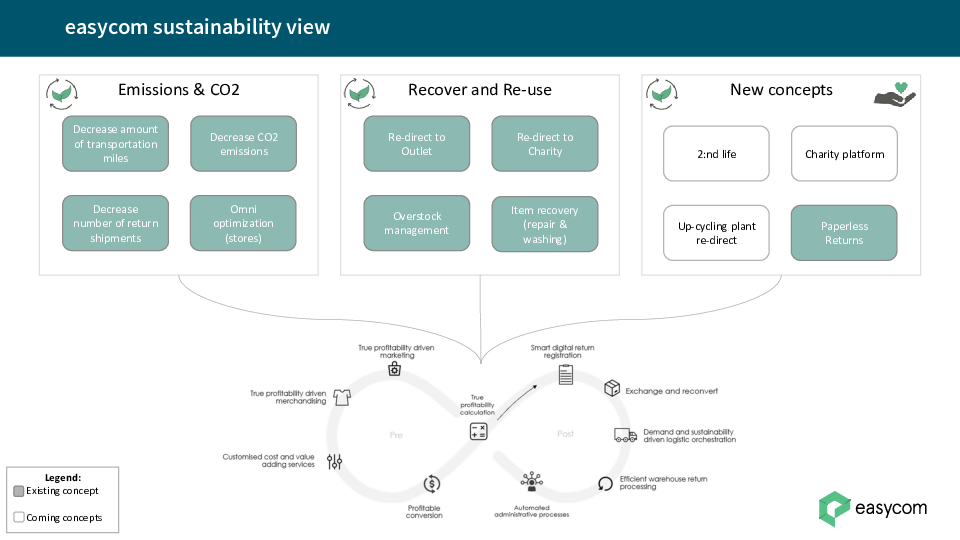 easycom sustainability view
Emissions & CO2
Decrease amount
of transportation
miles
Decrease CO2
emissions
Decrease
number of return
shipments
Omni
optimization
(stores)
Recover and Re-use
Re-direct to
Outlet
Re-direct to
Charity
Overstock
management
Item recovery
(repair &
washing)
New concepts
2:nd life
Charity platform
Up-cycling plant
re-direct
Paperless
Returns
True profitability driven
marketing
Smart digital return
registration
True profitability driven
merchandising
True
profitability
calculation
Exchange and reconvert
Pre
Post
Demand and sustainability
driven logistic orchestration
Customised cost and value
adding services
Efficient warehouse return
processing
Profitable
conversion
Automated
administrative processes
Legend:
Existing concept
Coming concepts
easycom